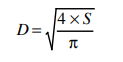 D = √(4 × S / π)